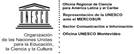 Organización
de las Naciones Unidas
para la Educación,
la Ciencia y la Cultura
Oficina Regional de Ciencia
para América Latina y el Caribe
Representación de la UNESCO
ante el MERCOSUR
Sector Comunicación e Información
Oficina UNESCO Montevideo